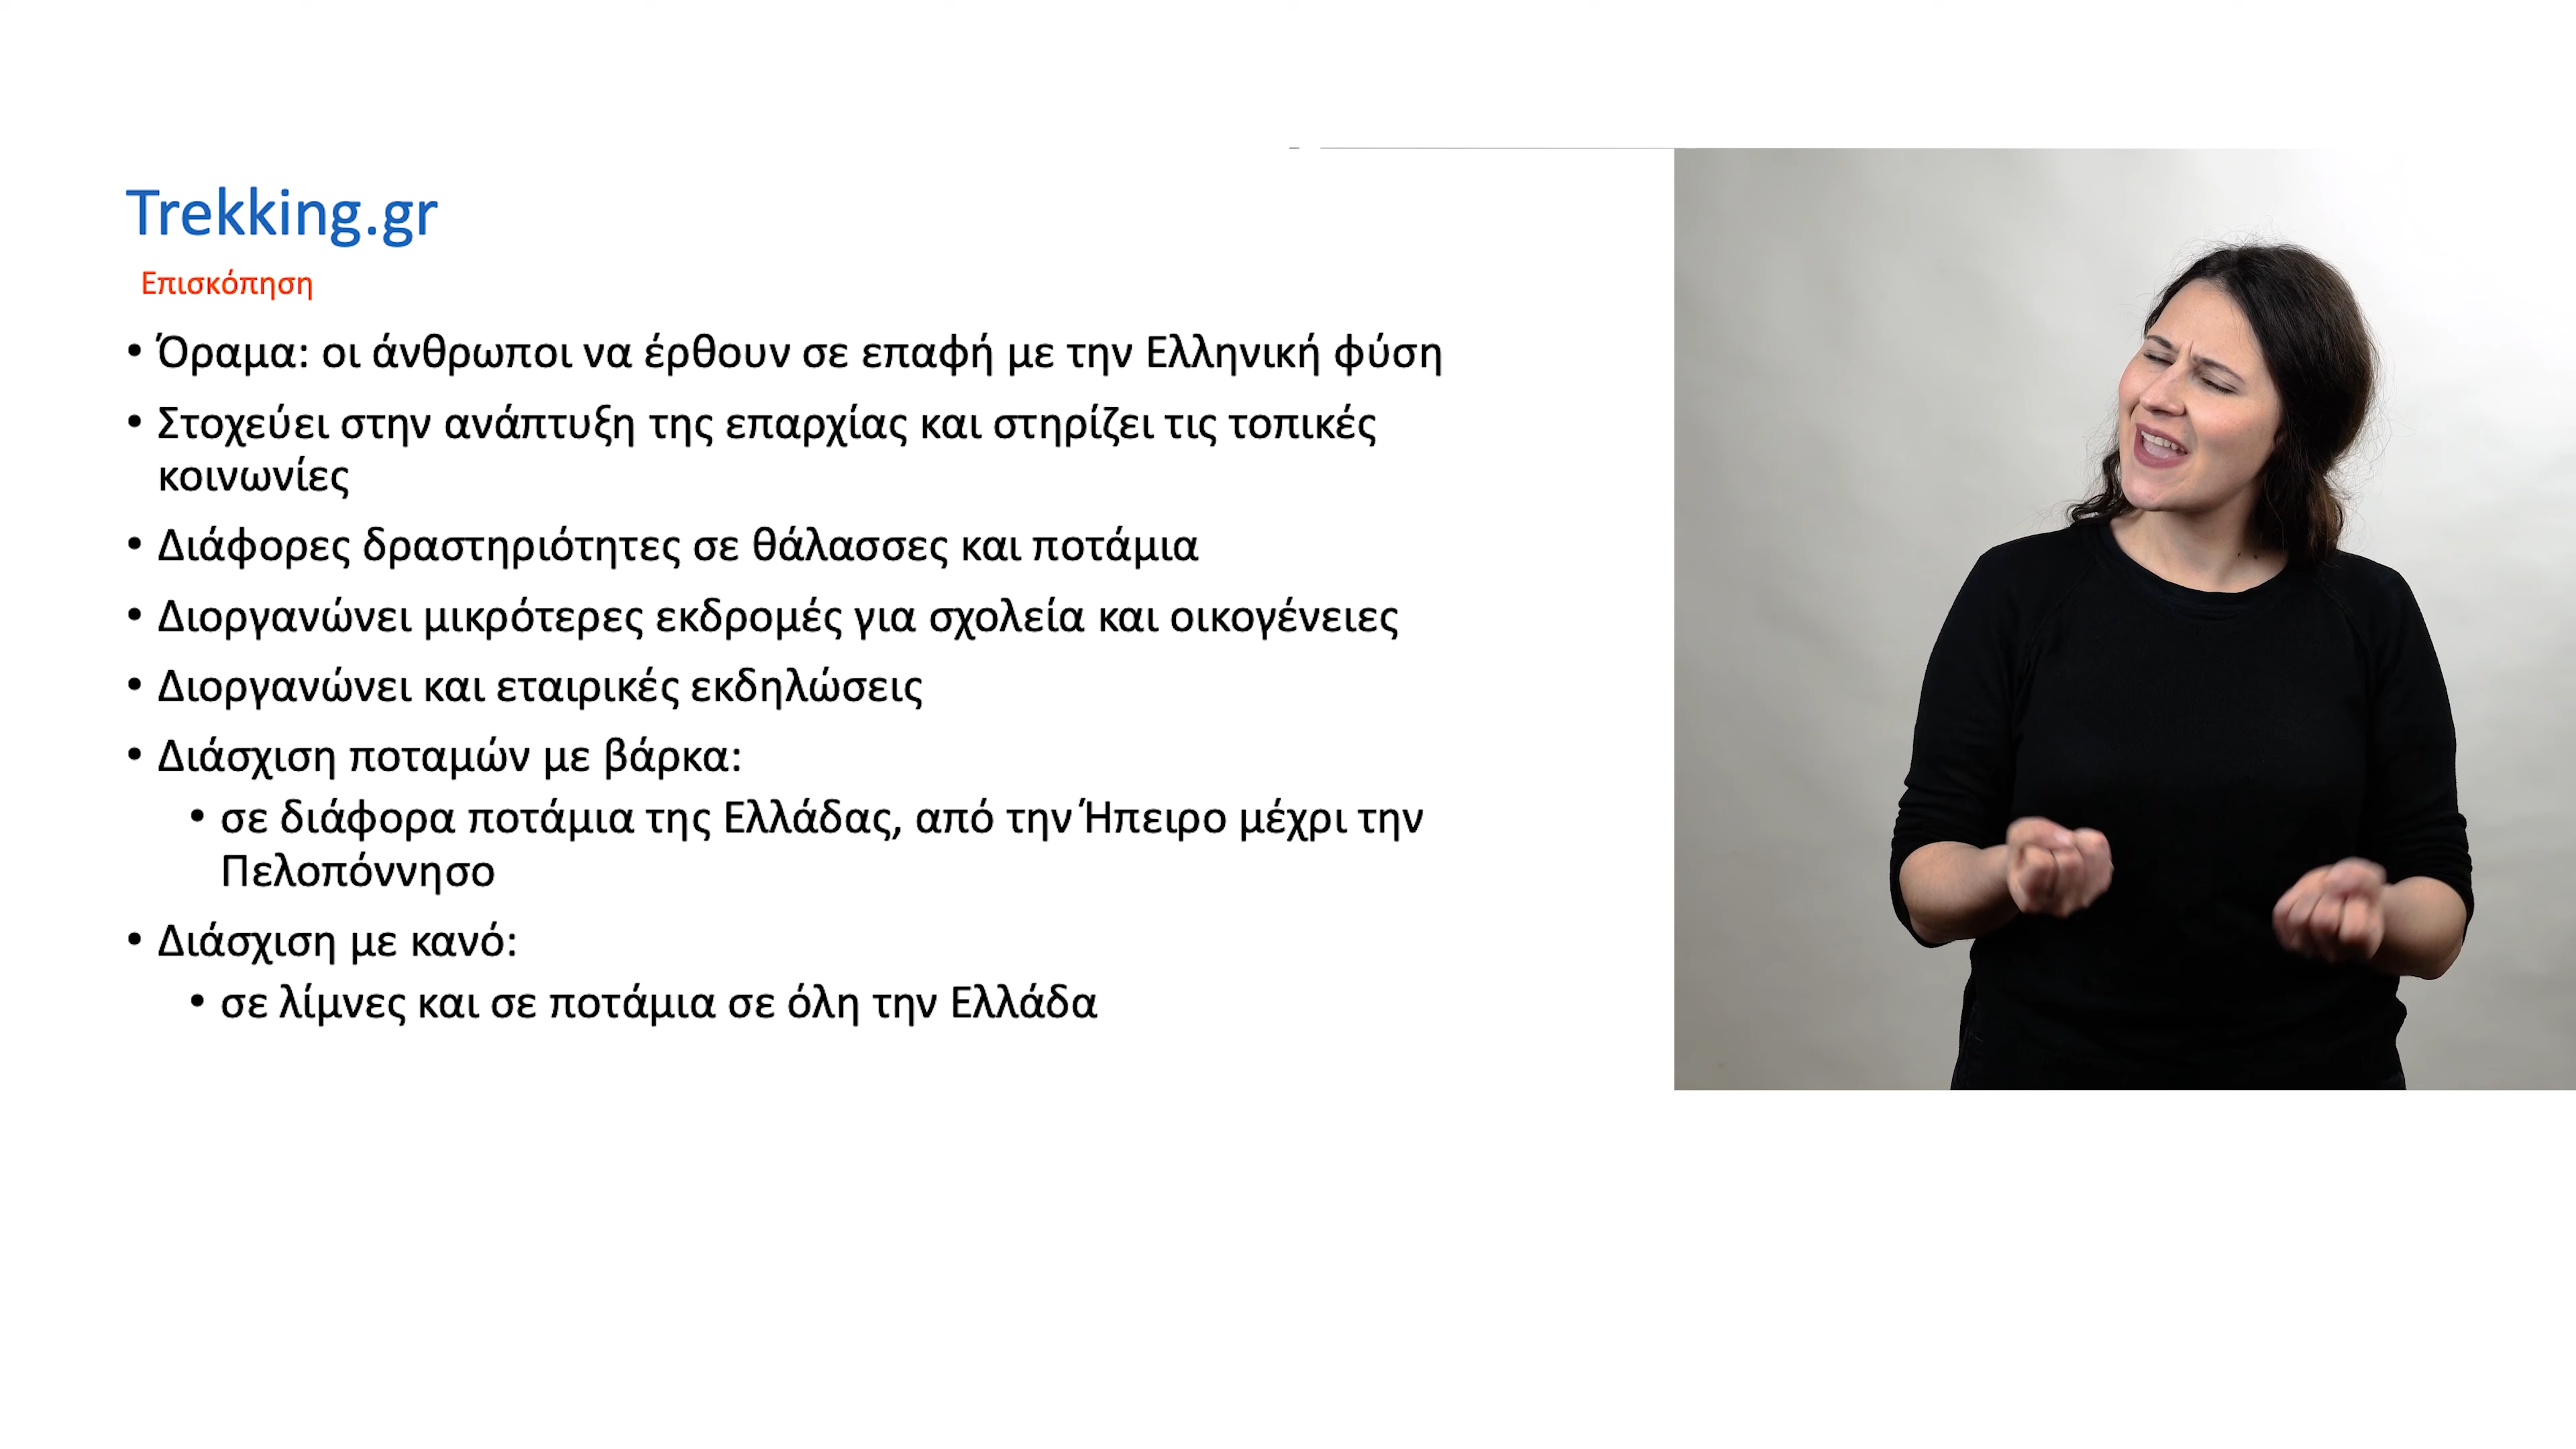 Trekking.gr
Επισκόπηση
• Όραμα: οι άνθρωποι να έρθουν σε επαφή με την Ελληνική φύση
• Στοχεύει στην ανάπτυξη της επαρχίας και στηρίζει τις τοπικές
κοινωνίες
• Διάφορες δραστηριότητες σε θάλασσες και ποτάμια
• Διοργανώνει μικρότερες εκδρομές για σχολεία και οικογένειες
• Διοργανώνει και εταιρικές εκδηλώσεις
• Διάσχιση ποταμών με βάρκα:
• σε διάφορα ποτάμια της Ελλάδας, από την Ήπειρο μέχρι την
Πελοπόννησο
• Διάσχιση με κανό:
• σε λίμνες και σε ποτάμια σε όλη την Ελλάδα